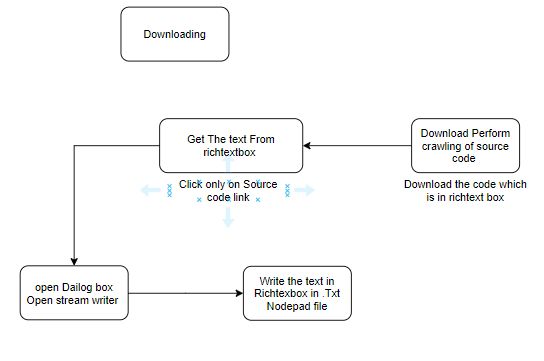 Downloading
Get The text From
richtextbox
Download Perform
crawling of source
code
Click only on Source
code link
Download the code which
is in richtext box
open Dailog box
Open stream writer
Write the text in
Richtexbox in .Txt
Nodepad file